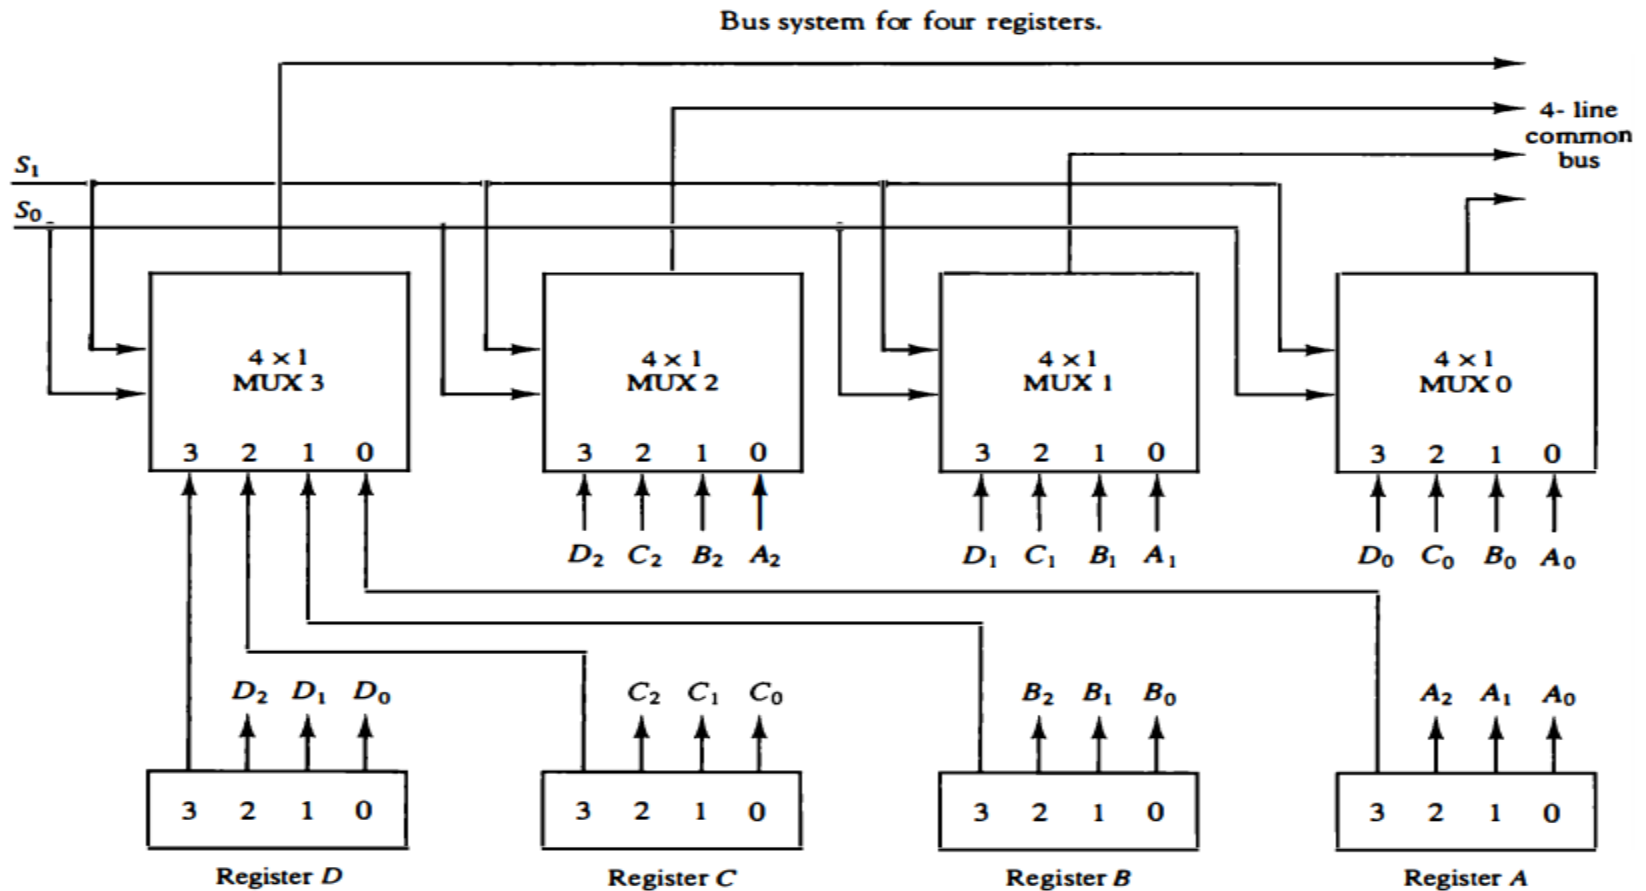 Bus system for four registers.
4- line
common
bus
S₁
S₀
4 × 1
MUX 3
4 × 1
MUX 2
4 × 1
MUX 1
4 × 1
MUX 0
3 2 1 0
3 2 1 0
3 2 1 0
3 2 1 0
D₂ C₂ B₂ A₂
D₁ C₁ B₁ A₁
D₀ C₀ B₀ A₀
D₂ D₁ D₀
C₂ C₁ C₀
B₂ B₁ B₀
A₂ A₁ A₀
3 2 1 0
3 2 1 0
3 2 1 0
3 2 1 0
Register D
Register C
Register B
Register A